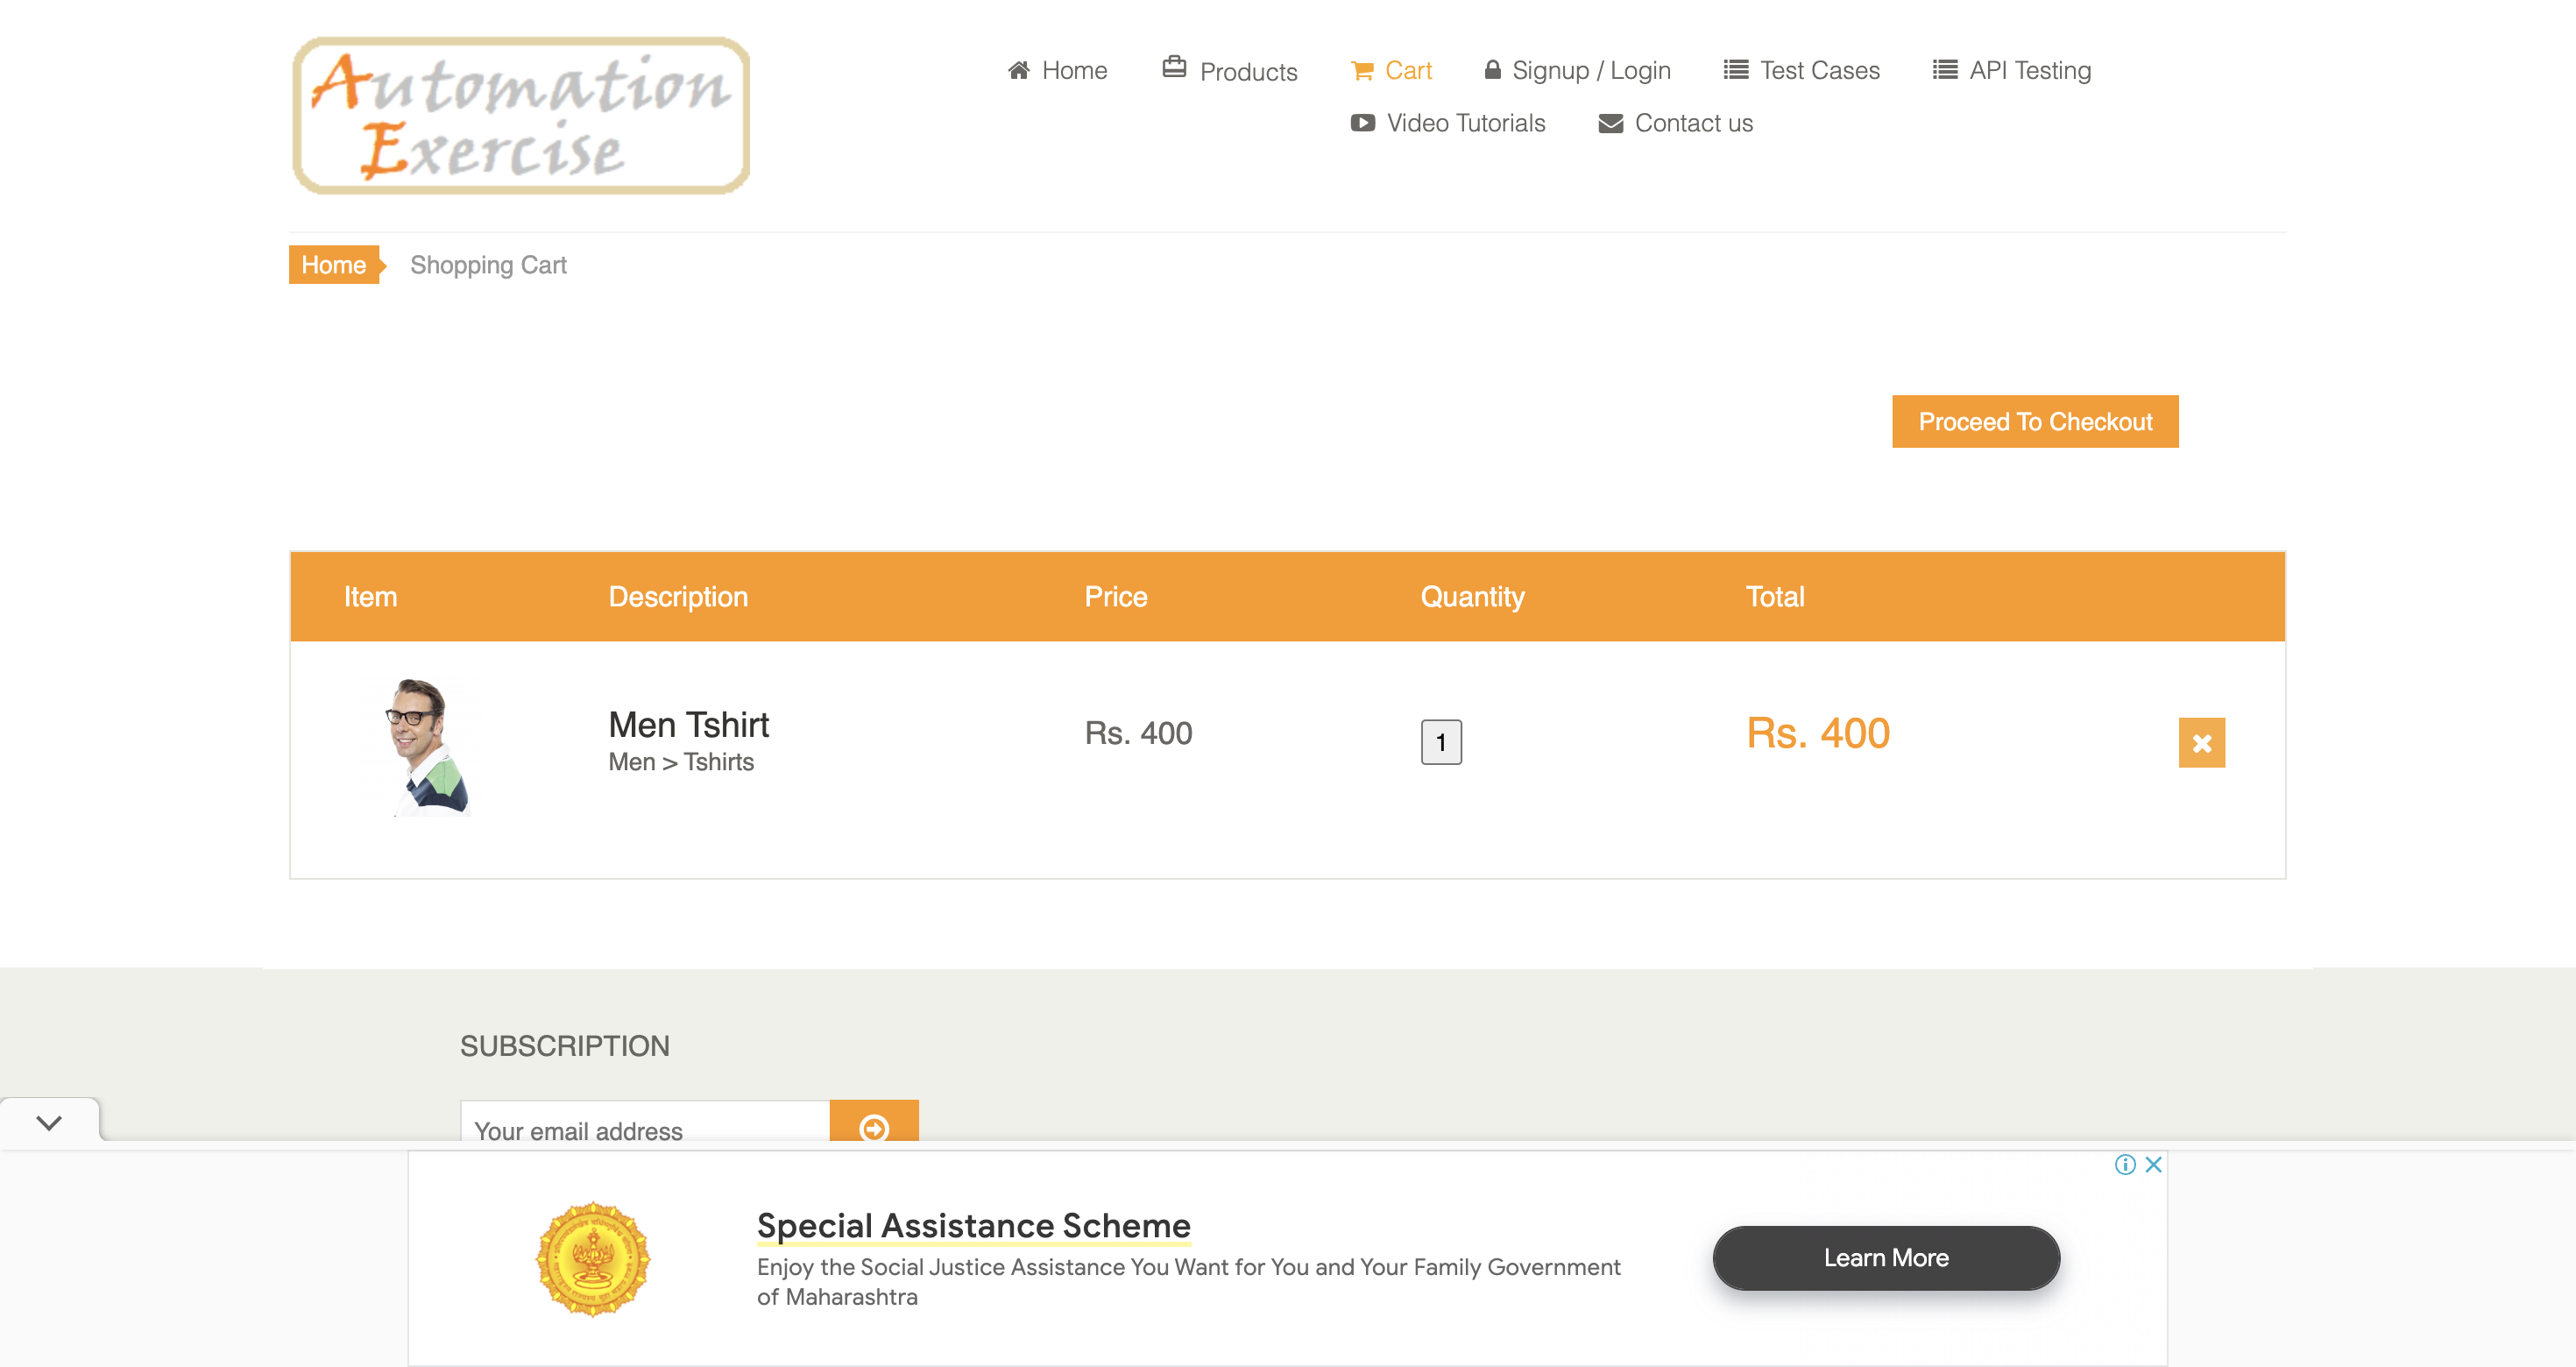 Automation
Exercise
Home
Products
Cart
Signup / Login
Test Cases
API Testing
Video Tutorials
Contact us
Home
Shopping Cart
Proceed To Checkout
Item Description Price Quantity Total
Men Tshirt
Men > Tshirts
Rs. 400
1
Rs. 400
SUBSCRIPTION
Your email address
Special Assistance Scheme
Enjoy the Social Justice Assistance You Want for You and Your Family Government
of Maharashtra
Learn More